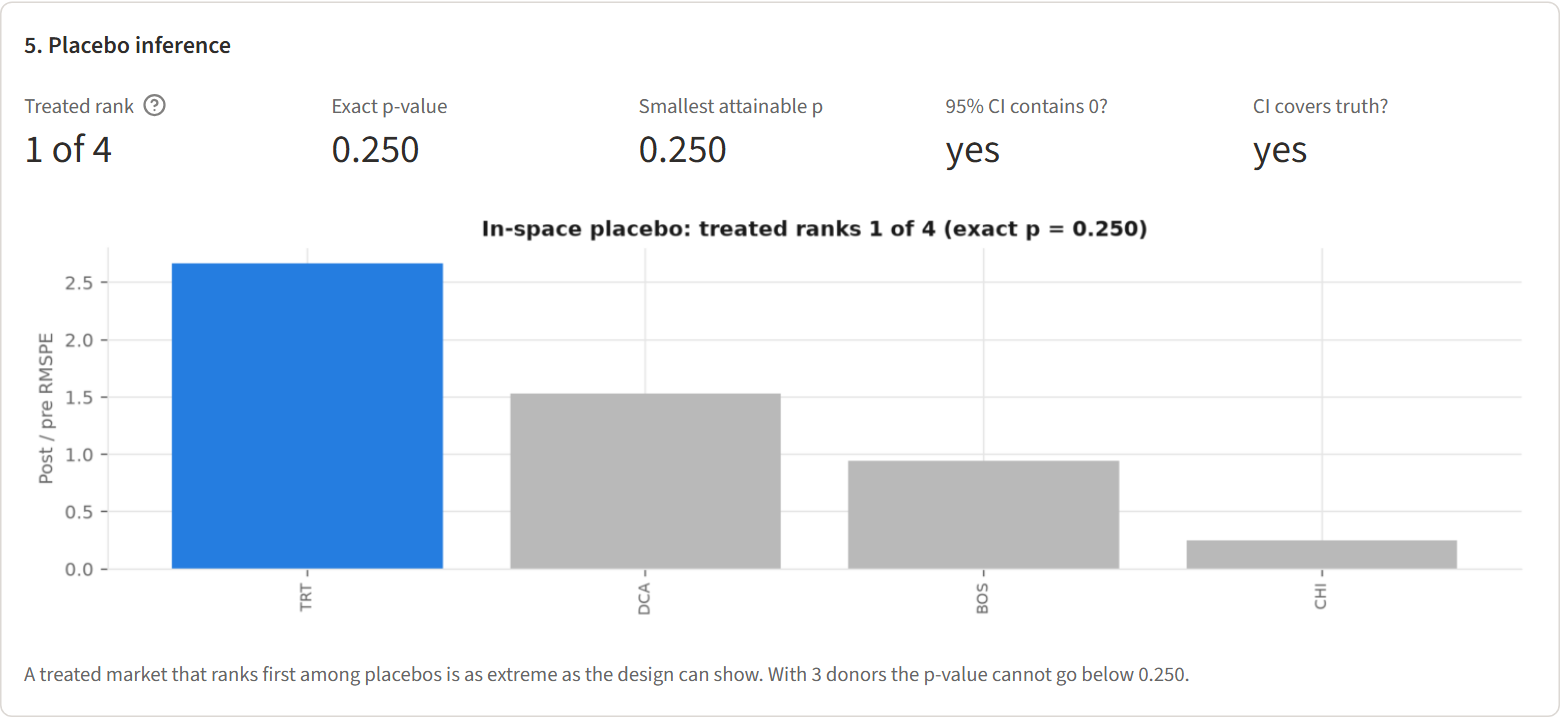 5. Placebo inference
Treated rank ?
Exact p-value
Smallest attainable p
95% CI contains 0?
CI covers truth?
1 of 4
0.250
0.250
yes
yes
In-space placebo: treated ranks 1 of 4 (exact p = 0.250)
Post / pre RMSPE
2.5
2.0
1.5
1.0
0.5
0.0
TRT
DCA
BOS
CHI
A treated market that ranks first among placebos is as extreme as the design can show. With 3 donors the p-value cannot go below 0.250.